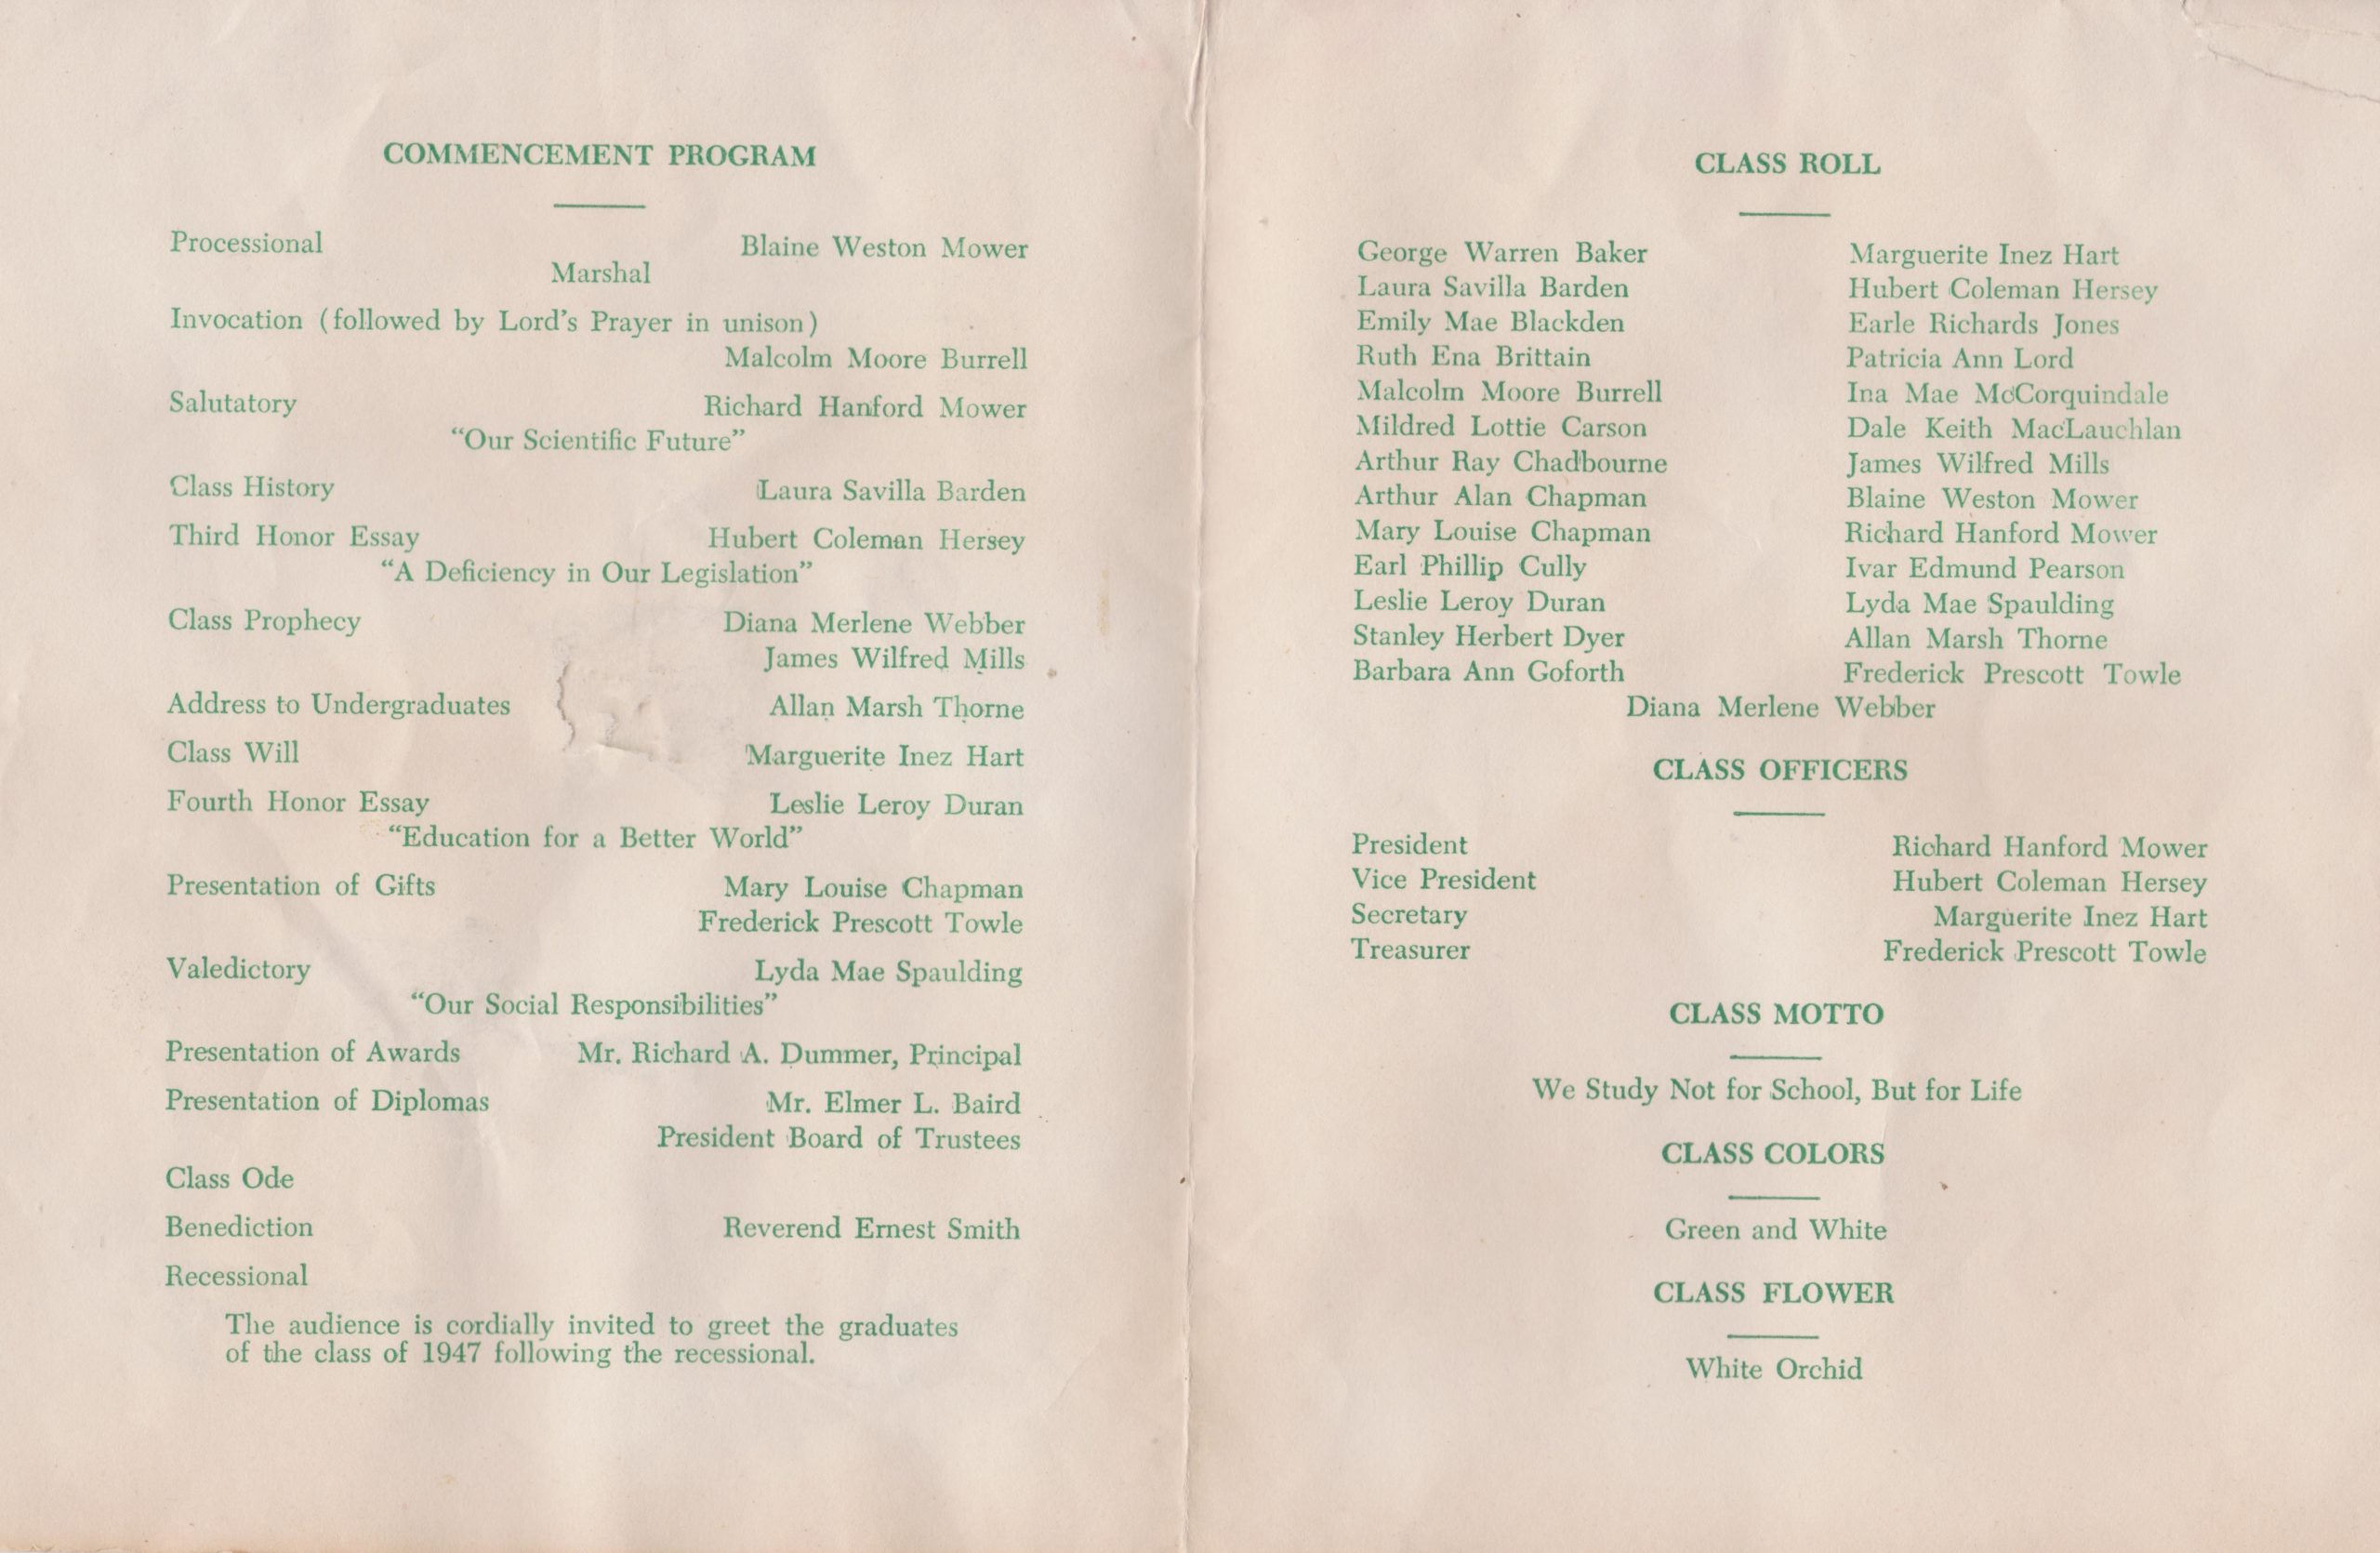 COMMENCEMENT PROGRAM
Processional Blaine Weston Mower
Marshal
Invocation (followed by Lord's Prayer in unison)
Malcolm Moore Burrell
Salutatory Richard Hanford Mower
“Our Scientific Future”
Class History Laura Savilla Barden
Third Honor Essay Hubert Coleman Hersey
“A Deficiency in Our Legislation”
Class Prophecy Diana Merlene Webber
James Wilfred Mills
Address to Undergraduates Allan Marsh Thorne
Class Will Marguerite Inez Hart
Fourth Honor Essay Leslie Leroy Duran
“Education for a Better World”
Presentation of Gifts Mary Louise Chapman
Frederick Prescott Towle
Valedictory Lyda Mae Spaulding
“Our Social Responsibilities”
Presentation of Awards Mr. Richard A. Dummer, Principal
Presentation of Diplomas Mr. Elmer L. Baird
President Board of Trustees
Class Ode
Benediction Reverend Ernest Smith
Recessional
The audience is cordially invited to greet the graduates
of the class of 1947 following the recessional.
CLASS ROLL
George Warren Baker Marguerite Inez Hart
Laura Savilla Barden Hubert Coleman Hersey
Emily Mae Blackden Earle Richards Jones
Ruth Ena Brittain Patricia Ann Lord
Malcolm Moore Burrell Ina Mae McCorquindale
Mildred Lottie Carson Dale Keith MacLauchlan
Arthur Ray Chadbourne James Wilfred Mills
Arthur Alan Chapman Blaine Weston Mower
Mary Louise Chapman Richard Hanford Mower
Earl Phillip Cully Ivar Edmund Pearson
Leslie Leroy Duran Lyda Mae Spaulding
Stanley Herbert Dyer Allan Marsh Thorne
Barbara Ann Goforth Frederick Prescott Towle
Diana Merlene Webber
CLASS OFFICERS
President Richard Hanford Mower
Vice President Hubert Coleman Hersey
Secretary Marguerite Inez Hart
Treasurer Frederick Prescott Towle
CLASS MOTTO
We Study Not for School, But for Life
CLASS COLORS
Green and White
CLASS FLOWER
White Orchid